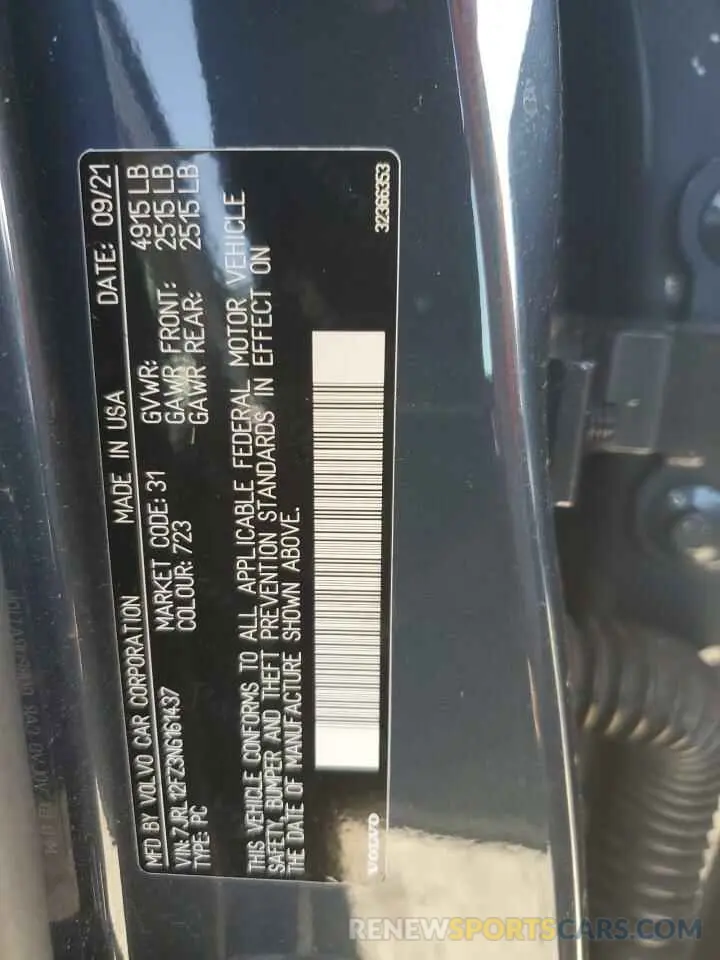 MFD BY VOLVO CAR CORPORATION MADE IN USA DATE: 09/21
VIN: 7JRL12FZ3NG161437 MARKET CODE: 31 GVWR: 4915 LB
TYPE: PC COLOUR: 723 GAWR FRONT: 2515 LB
GAWR REAR: 2515 LB
THIS VEHICLE CONFORMS TO ALL APPLICABLE FEDERAL MOTOR VEHICLE
SAFETY, BUMPER AND THEFT PREVENTION STANDARDS IN EFFECT ON
THE DATE OF MANUFACTURE SHOWN ABOVE.
VOLVO 32366353
RENEWSPORTSCARS.COM